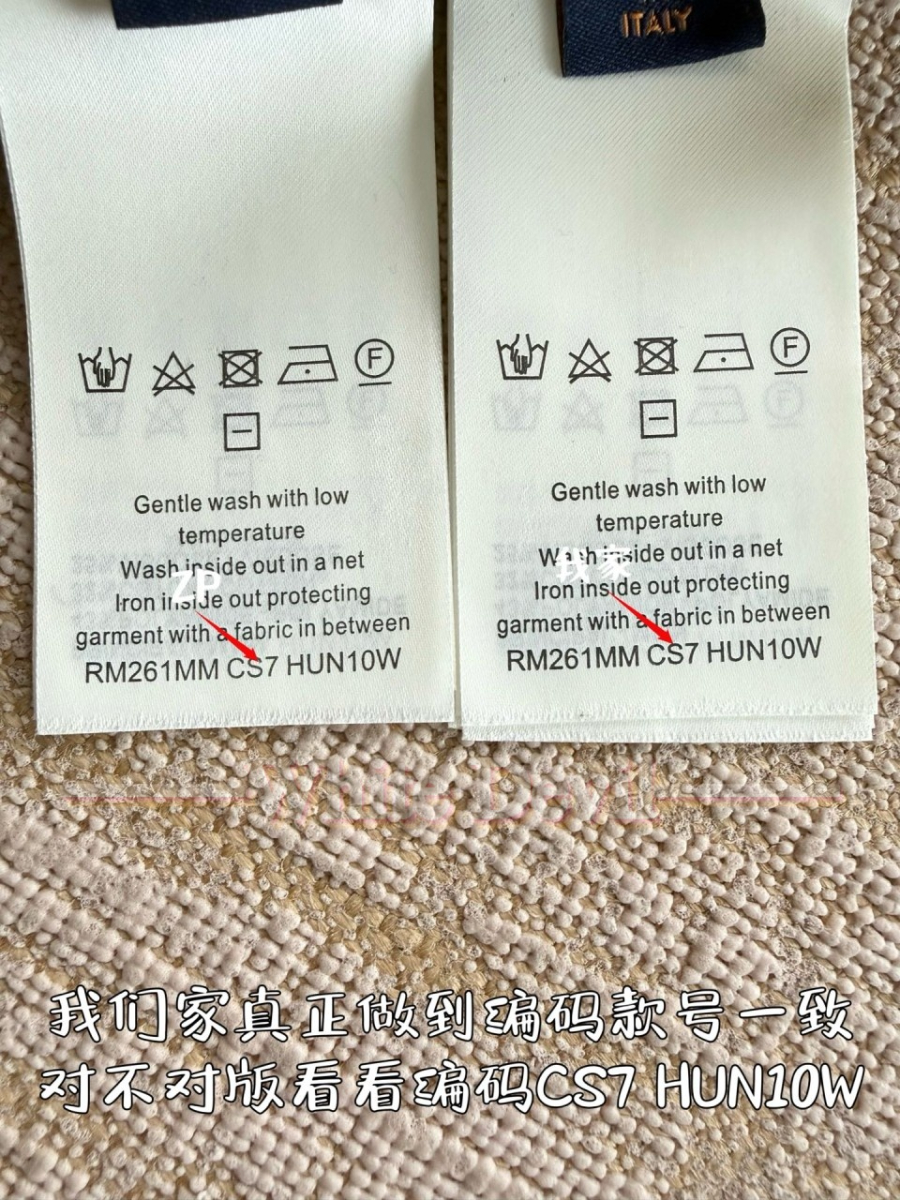 ITALY
F
F
Gentle wash with low
temperature
Wash inside out in a net
Iron inside out protecting
garment with a fabric in between
RM261MM CS7 HUN10W
ZP
Gentle wash with low
temperature
Wash inside out in a net
Iron inside out protecting
garment with a fabric in between
RM261MM CS7 HUN10W
我家
我们家真正做到编码款号一致
对不对版看看编码CS7 HUN10W